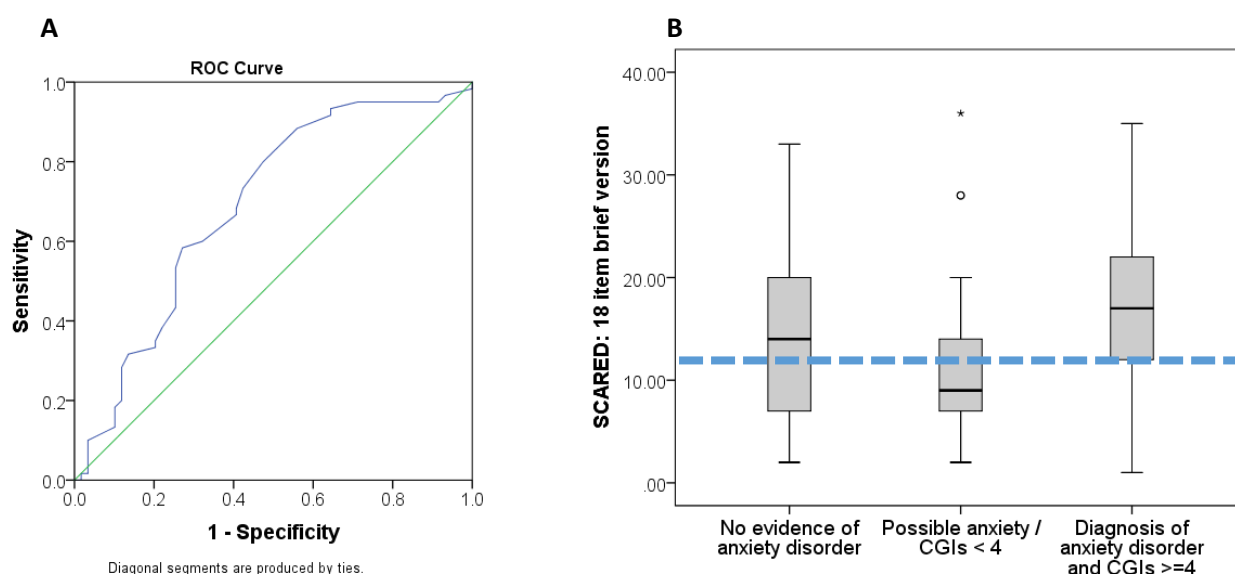 A
ROC Curve
1.0
0.8
0.6
0.4
0.2
0.0
Sensitivity
0.0 0.2 0.4 0.6 0.8 1.0
1 - Specificity
Diagonal segments are produced by ties.
B
40.00
30.00
20.00
10.00
.00
SCARED: 18 item brief version
*
No evidence of
anxiety disorder
Possible anxiety /
CGIs < 4
Diagnosis of
anxiety disorder
and CGIs >=4